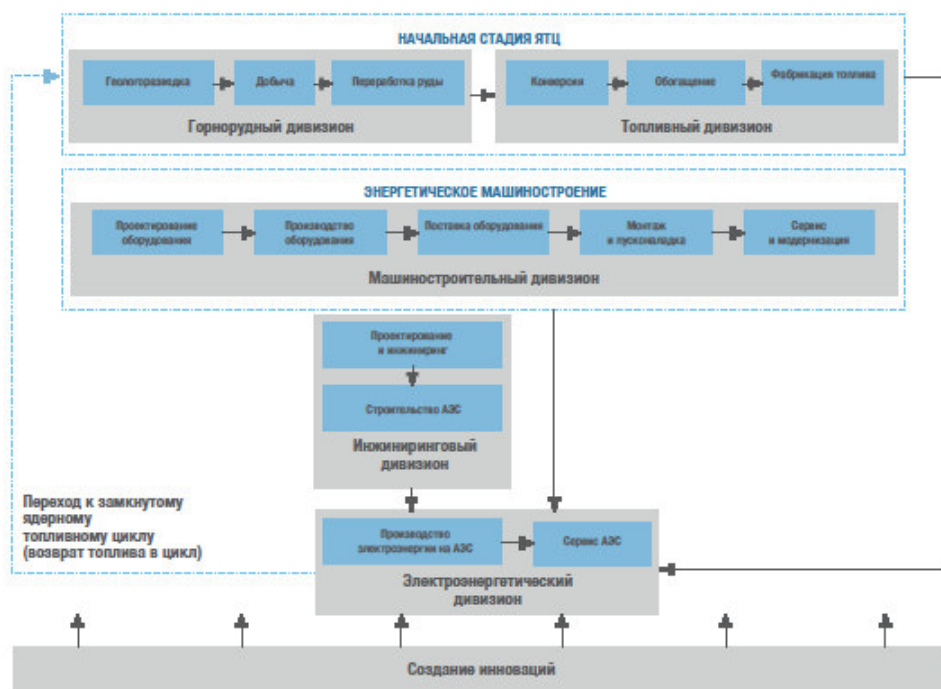 НАЧАЛЬНАЯ СТАДИЯ ЯТЦ
Геологоразведка
Добыча
Переработка руды
Горнорудный дивизион
Конверсия
Обогащение
Фабрикация топлива
Топливный дивизион
ЭНЕРГЕТИЧЕСКОЕ МАШИНОСТРОЕНИЕ
Проектирование
оборудования
Производство
оборудования
Поставка оборудования
Монтаж
и пусконаладка
Сервис
и модернизация
Машиностроительный дивизион
Проектирование
и инжиниринг
Строительство АЭС
Инжиниринговый
дивизион
Переход к замкнутому
ядерному
топливному циклу
(возврат топлива в цикл)
Производство
электроэнергии на АЭС
Сервис АЭС
Электроэнергетический
дивизион
Создание инноваций